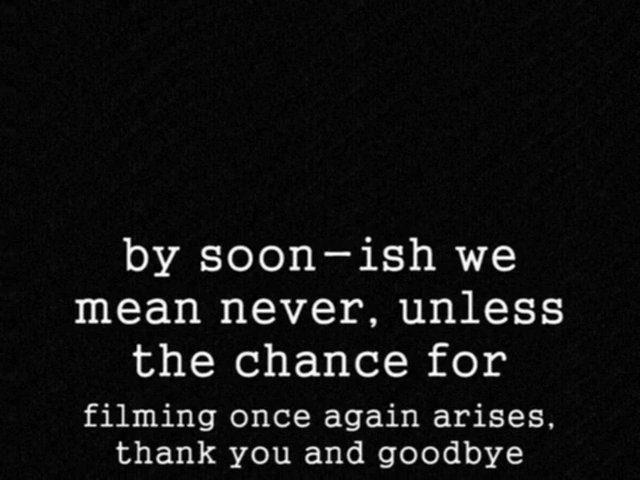 by soon-ish we
mean never, unless
the chance for
filming once again arises,
thank you and goodbye